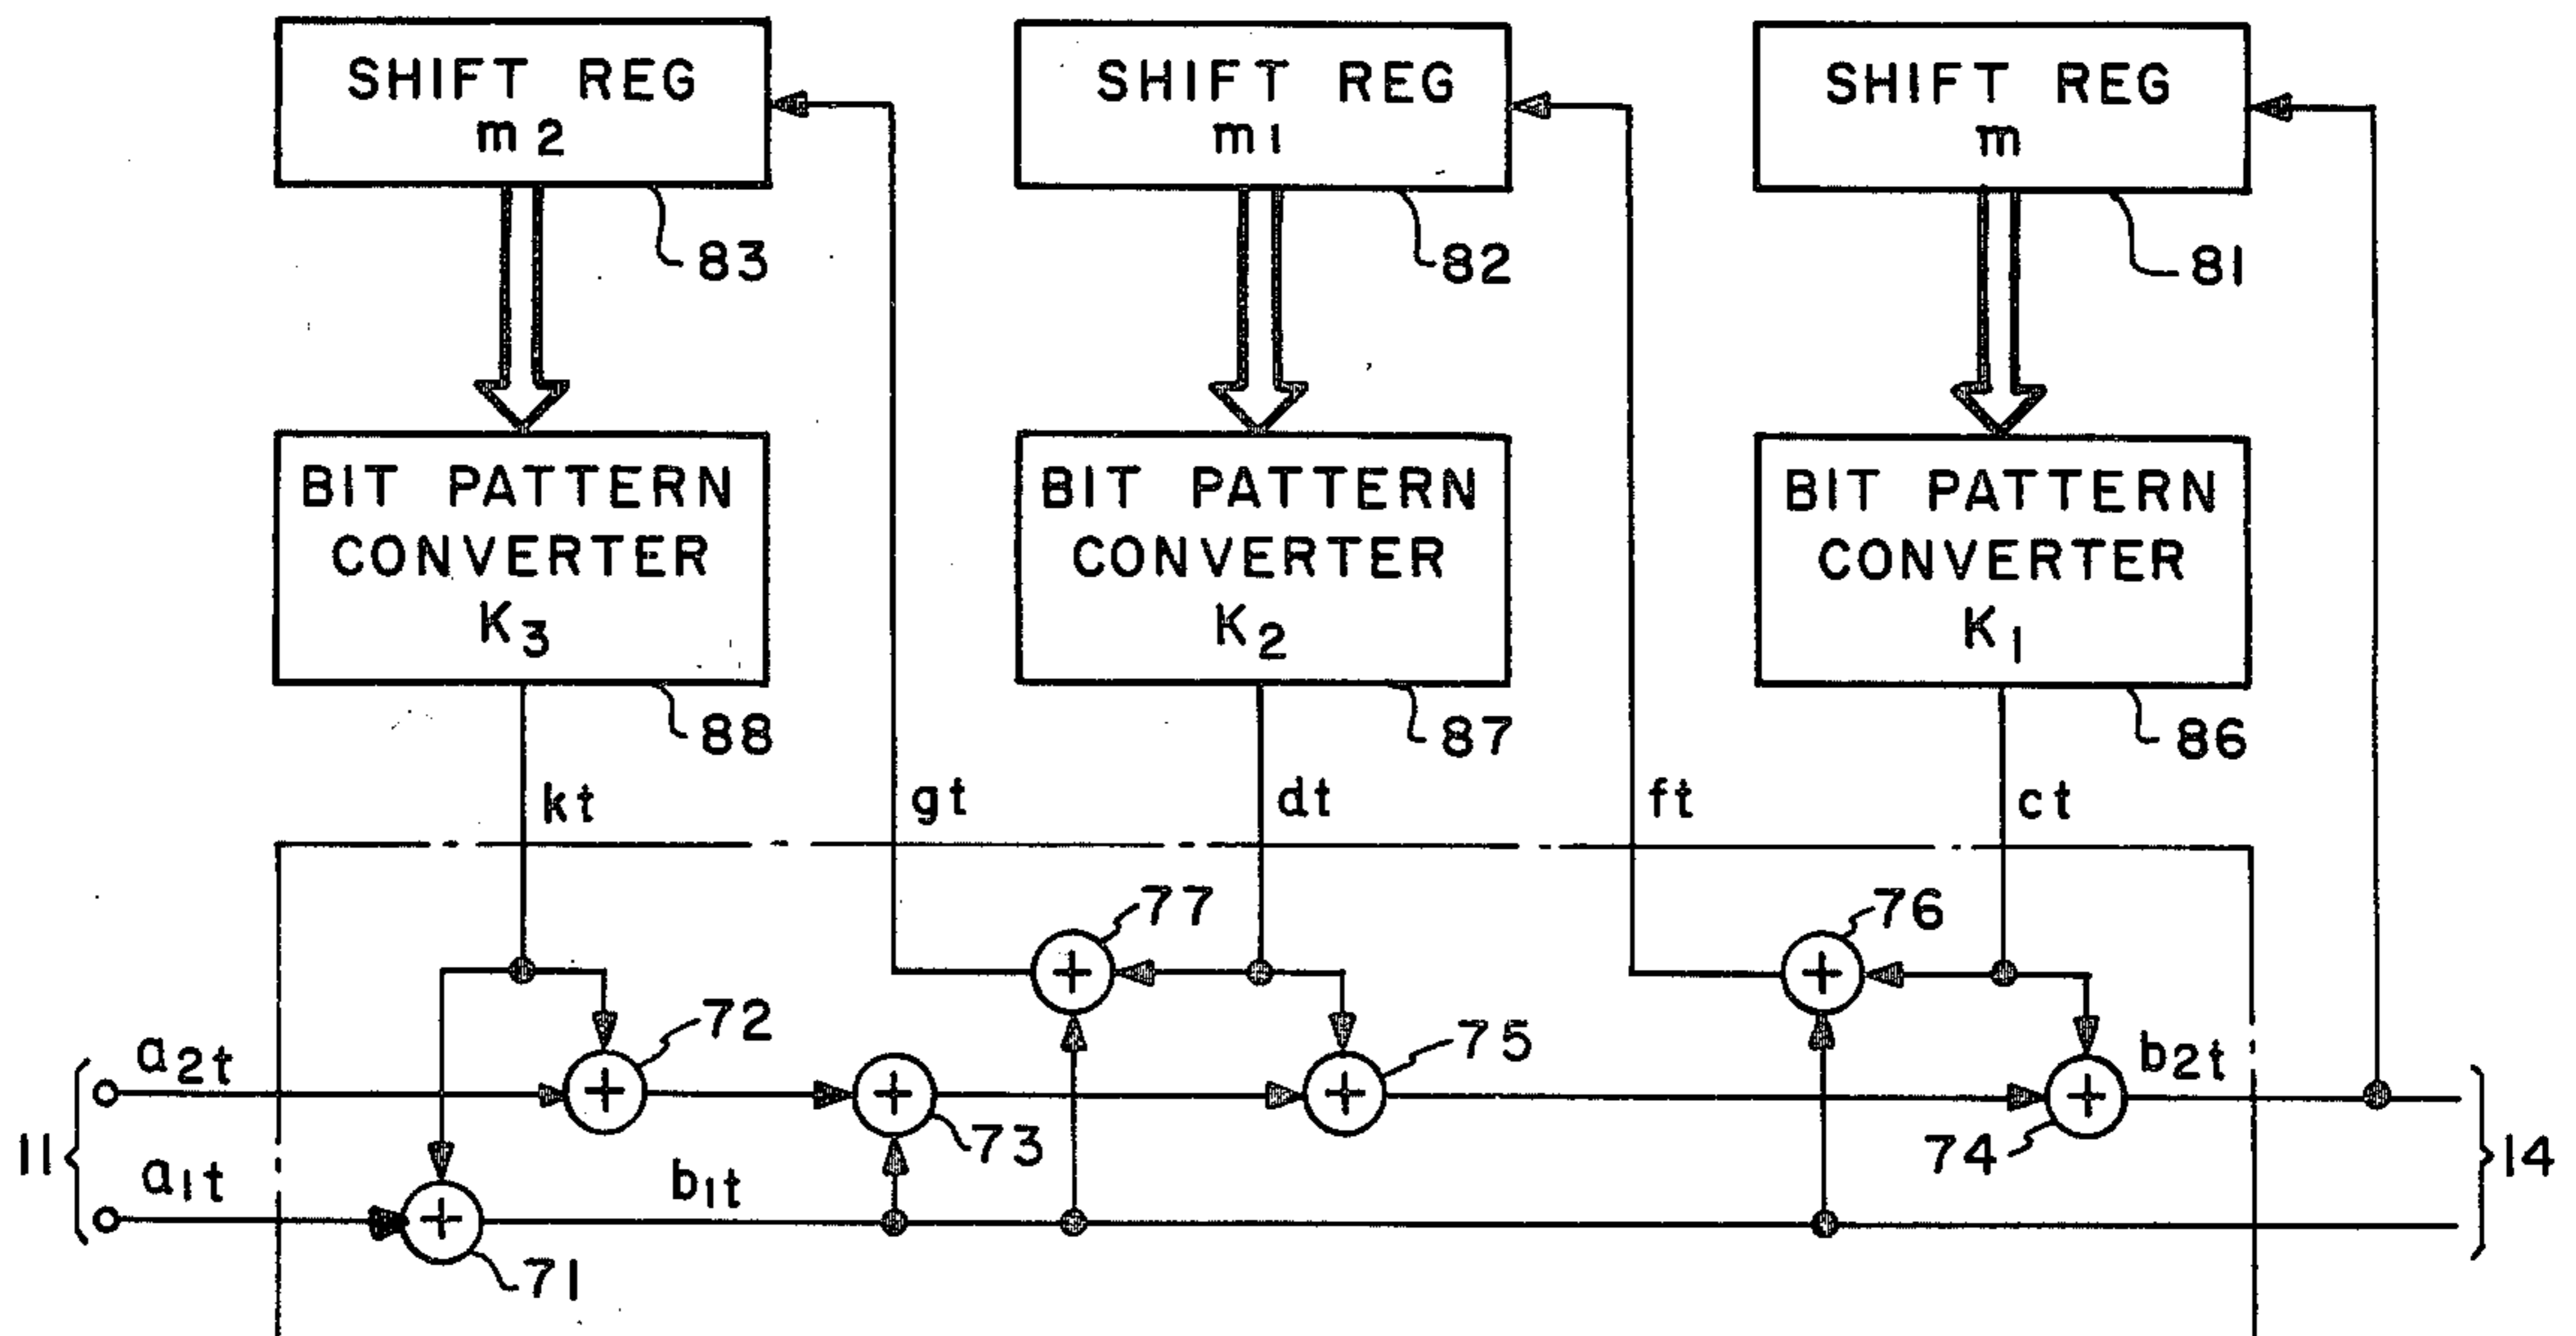 SHIFT REG
m2
SHIFT REG
m1
SHIFT REG
m
83
82
81
BIT PATTERN
CONVERTER
K3
BIT PATTERN
CONVERTER
K2
BIT PATTERN
CONVERTER
K1
88
87
86
kt
gt
dt
ft
ct
77
76
72
75
a2t
b2t
11
73
74
14
a1t
b1t
71